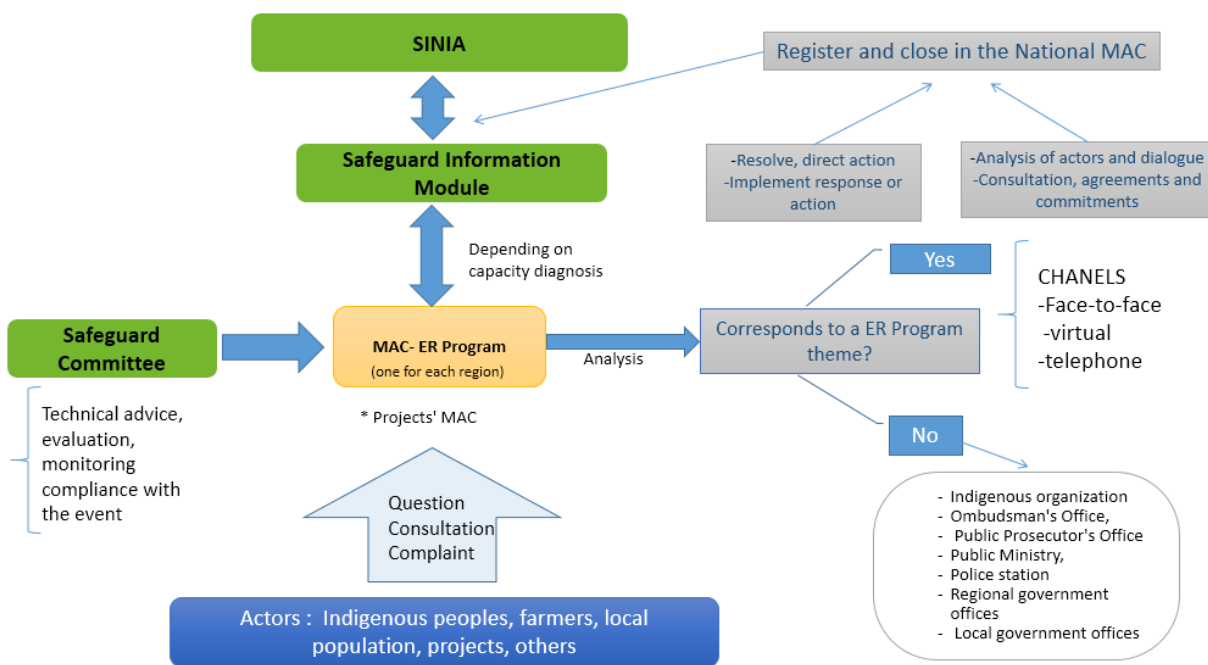 SINIA
Register and close in the National MAC
Safeguard Information
Module
-Resolve, direct action
-Implement response or
action
-Analysis of actors and dialogue
-Consultation, agreements and
commitments
Depending on
capacity diagnosis
Yes
CHANELS
-Face-to-face
-virtual
-telephone
Safeguard
Committee
MAC- ER Program
(one for each region)
Analysis
Corresponds to a ER Program
theme?
* Projects' MAC
No
Technical advice,
evaluation,
monitoring
compliance with
the event
Question
Consultation
Complaint
- Indigenous organization
- Ombudsman's Office,
- Public Prosecutor's Office
- Public Ministry,
- Police station
- Regional government
offices
- Local government offices
Actors : Indigenous peoples, farmers, local
population, projects, others